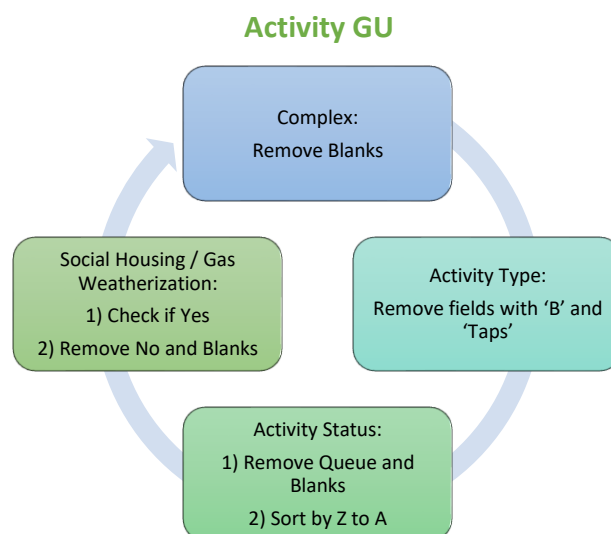 Activity GU
Complex:
Remove Blanks
Activity Type:
Remove fields with ‘B’ and
‘Taps’
Activity Status:
1) Remove Queue and
Blanks
2) Sort by Z to A
Social Housing / Gas
Weatherization:
1) Check if Yes
2) Remove No and Blanks